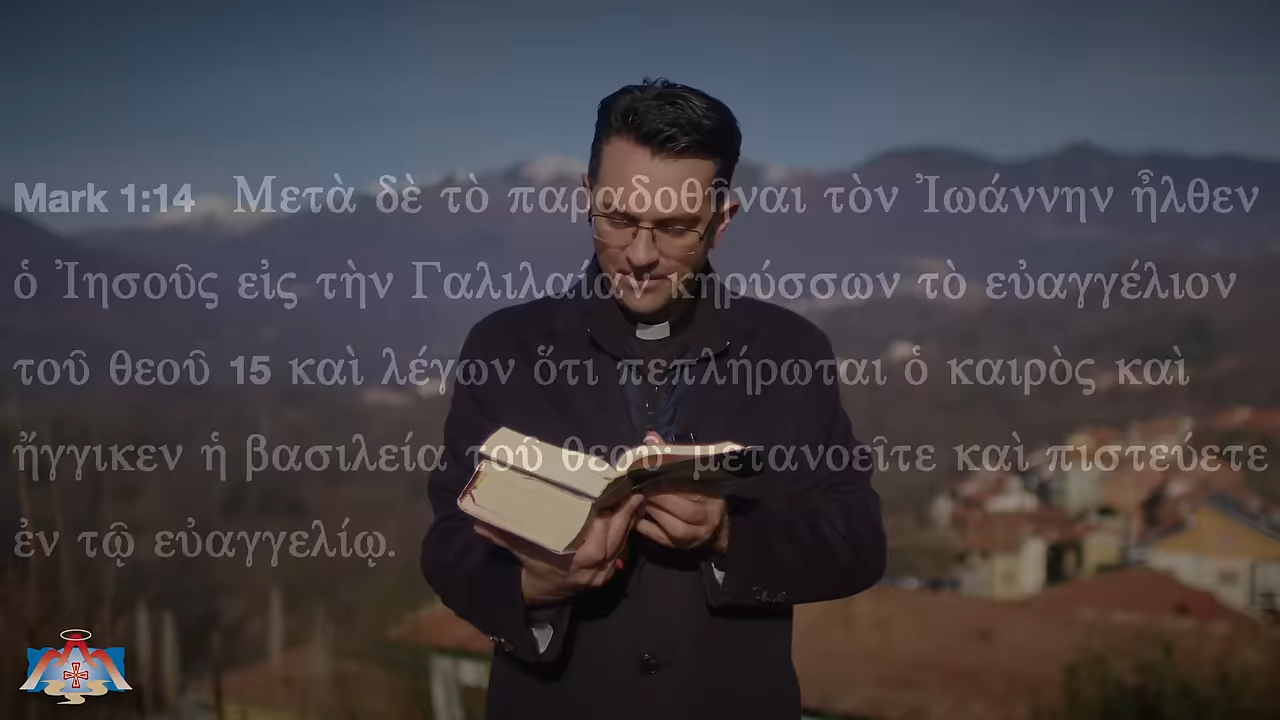 Mark 1:14 Μετὰ δὲ τὸ παραδοθῆναι τὸν Ἰωάννην ἦλθεν
ὁ Ἰησοῦς εἰς τὴν Γαλιλαίαν κηρύσσων τὸ εὐαγγέλιον
τοῦ θεοῦ 15 καὶ λέγων ὅτι πεπλήρωται ὁ καιρὸς καὶ
ἤγγικεν ἡ βασιλεία τοῦ θεοῦ· μετανοεῖτε καὶ πιστεύετε
ἐν τῷ εὐαγγελίῳ.